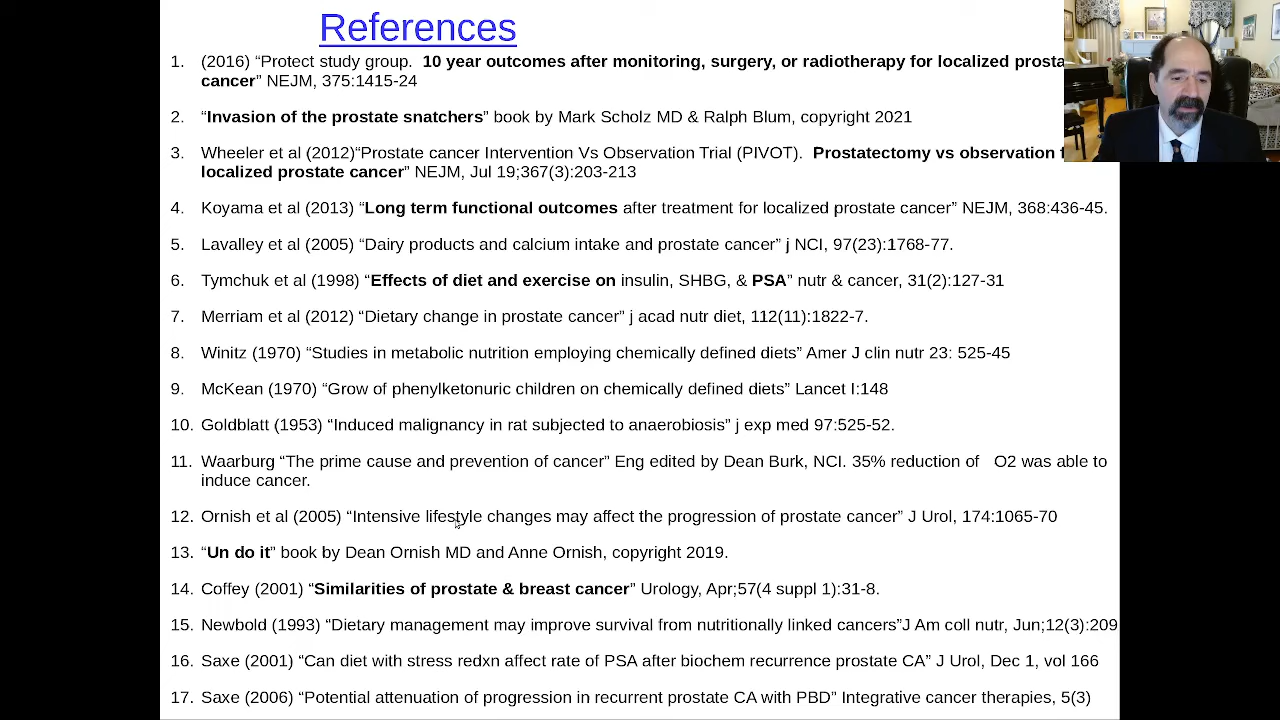 References
1. (2016) “Protect study group. 10 year outcomes after monitoring, surgery, or radiotherapy for localized
cancer” NEJM, 375:1415-24
2. “Invasion of the prostate snatchers” book by Mark Scholz MD & Ralph Blum, copyright 2021
3. Wheeler et al (2012)“Prostate cancer Intervention Vs Observation Trial (PIVOT). Prostatectomy vs observation
localized prostate cancer” NEJM, Jul 19;367(3):203-213
4. Koyama et al (2013) “Long term functional outcomes after treatment for localized prostate cancer” NEJM, 368:436-45.
5. Lavalley et al (2005) “Dairy products and calcium intake and prostate cancer” j NCI, 97(23):1768-77.
6. Tymchuk et al (1998) “Effects of diet and exercise on insulin, SHBG, & PSA” nutr & cancer, 31(2):127-31
7. Merriam et al (2012) “Dietary change in prostate cancer” j acad nutr diet, 112(11):1822-7.
8. Winitz (1970) “Studies in metabolic nutrition employing chemically defined diets” Amer J clin nutr 23: 525-45
9. McKean (1970) “Grow of phenylketonuric children on chemically defined diets” Lancet I:148
10. Goldblatt (1953) “Induced malignancy in rat subjected to anaerobiosis” j exp med 97:525-52.
11. Waarburg “The prime cause and prevention of cancer” Eng edited by Dean Burk, NCI. 35% reduction of O2 was able to
induce cancer.
12. Ornish et al (2005) “Intensive lifestyle changes may affect the progression of prostate cancer” J Urol, 174:1065-70
13. “Un do it” book by Dean Ornish MD and Anne Ornish, copyright 2019.
14. Coffey (2001) “Similarities of prostate & breast cancer” Urology, Apr;57(4 suppl 1):31-8.
15. Newbold (1993) “Dietary management may improve survival from nutritionally linked cancers”J Am coll nutr, Jun;12(3):209
16. Saxe (2001) “Can diet with stress redxn affect rate of PSA after biochem recurrence prostate CA” J Urol, Dec 1, vol 166
17. Saxe (2006) “Potential attenuation of progression in recurrent prostate CA with PBD” Integrative cancer therapies, 5(3)